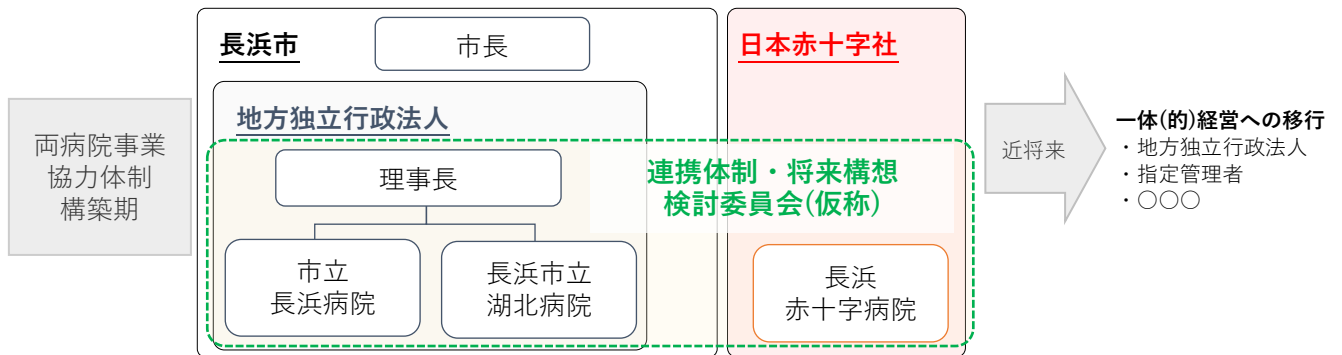 両病院事業
協力体制
構築期
長浜市
市長
地方独立行政法人
理事長
市立
長浜病院
長浜市立
湖北病院
日本赤十字社
連携体制・将来構想
検討委員会(仮称)
長浜
赤十字病院
近将来
一体(的)経営への移行
・地方独立行政法人
・指定管理者
・〇〇〇